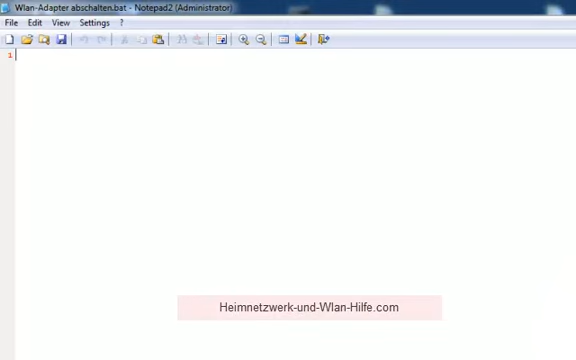 Wlan-Adapter abschalten.bat - Notepad2 (Administrator)
File Edit View Settings ?
1
Heimnetzwerk-und-Wlan-Hilfe.com